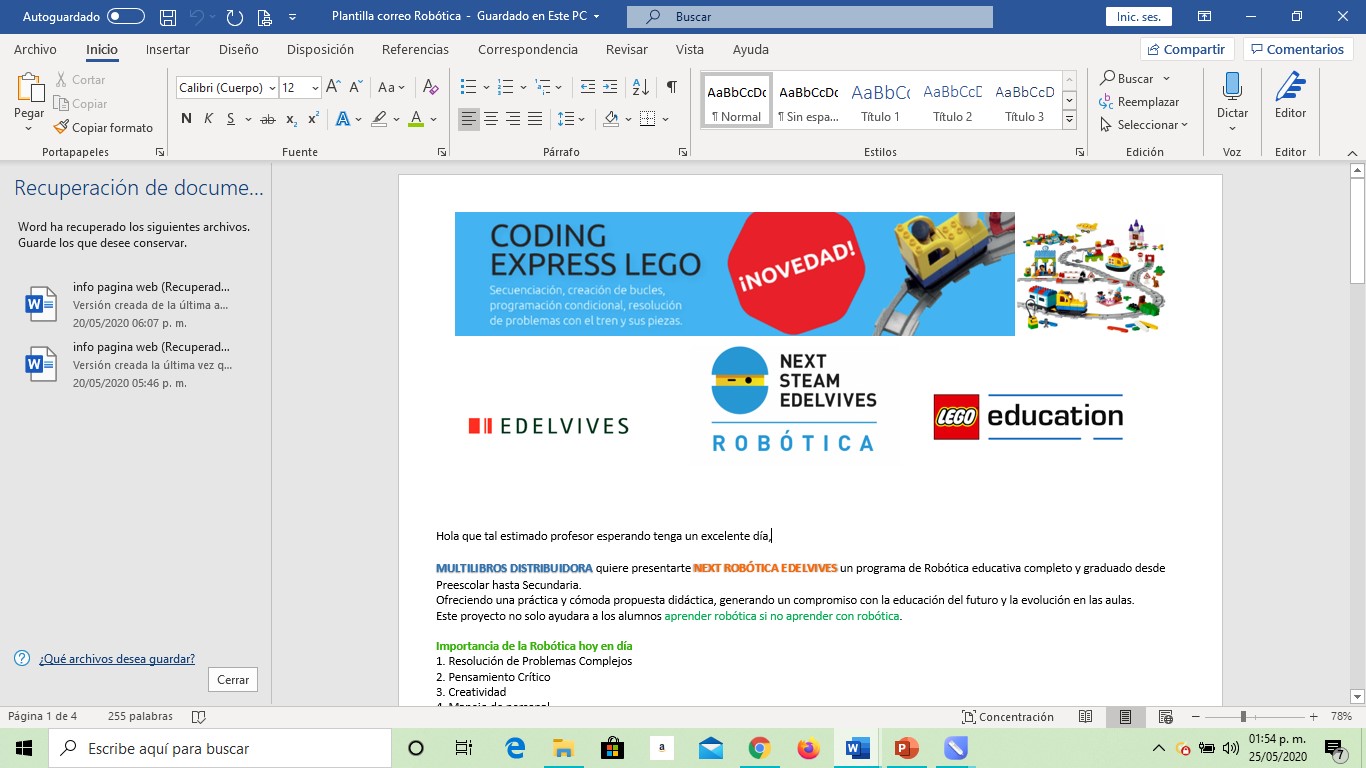 Autoguardado
Plantilla correo Robótica - Guardado en Este PC
Buscar
Inic. ses.
Archivo Inicio Insertar Diseño Disposición Referencias Correspondencia Revisar Vista Ayuda
Compartir
Comentarios
Pegar
Cortar
Copiar
Copiar formato
Portapapeles
Calibri (Cuerpo) 12
Aa
N K S ab x₂ x² A A
Fuente
Párrafo
AaBbCcDc AaBbCcDc AaBbCc AaBbCcE AaBbCcD
¶ Normal ¶ Sin espa... Título 1 Título 2 Título 3
Estilos
Buscar
Reemplazar
Seleccionar
Edición
Dictar
Voz
Editor
Editor
Recuperación de docume...
Word ha recuperado los siguientes archivos.
Guarde los que desee conservar.
info pagina web (Recuperad...
Versión creada de la última a...
20/05/2020 06:07 p. m.
info pagina web (Recuperad...
Versión creada la última vez q...
20/05/2020 05:46 p. m.
¿Qué archivos desea guardar?
Cerrar
CODING
EXPRESS LEGO
Secuenciación, creación de bucles,
programación condicional, resolución
de problemas con el tren y sus piezas.
¡NOVEDAD!
EDELVIVES
NEXT
STEAM
EDELVIVES
ROBÓTICA
LEGO education
Hola que tal estimado profesor esperando tenga un excelente día,
MULTILIBROS DISTRIBUIDORA quiere presentarte NEXT ROBÓTICA EDELVIVES un programa de Robótica educativa completo y graduado desde
Preescolar hasta Secundaria.
Ofreciendo una práctica y cómoda propuesta didáctica, generando un compromiso con la educación del futuro y la evolución en las aulas.
Este proyecto no solo ayudara a los alumnos aprender robótica si no aprender con robótica.
Importancia de la Robótica hoy en día
1. Resolución de Problemas Complejos
2. Pensamiento Crítico
3. Creatividad
4. Manejo de personal
Página 1 de 4
255 palabras
Concentración
78%
Escribe aquí para buscar
01:54 p. m.
25/05/2020
7